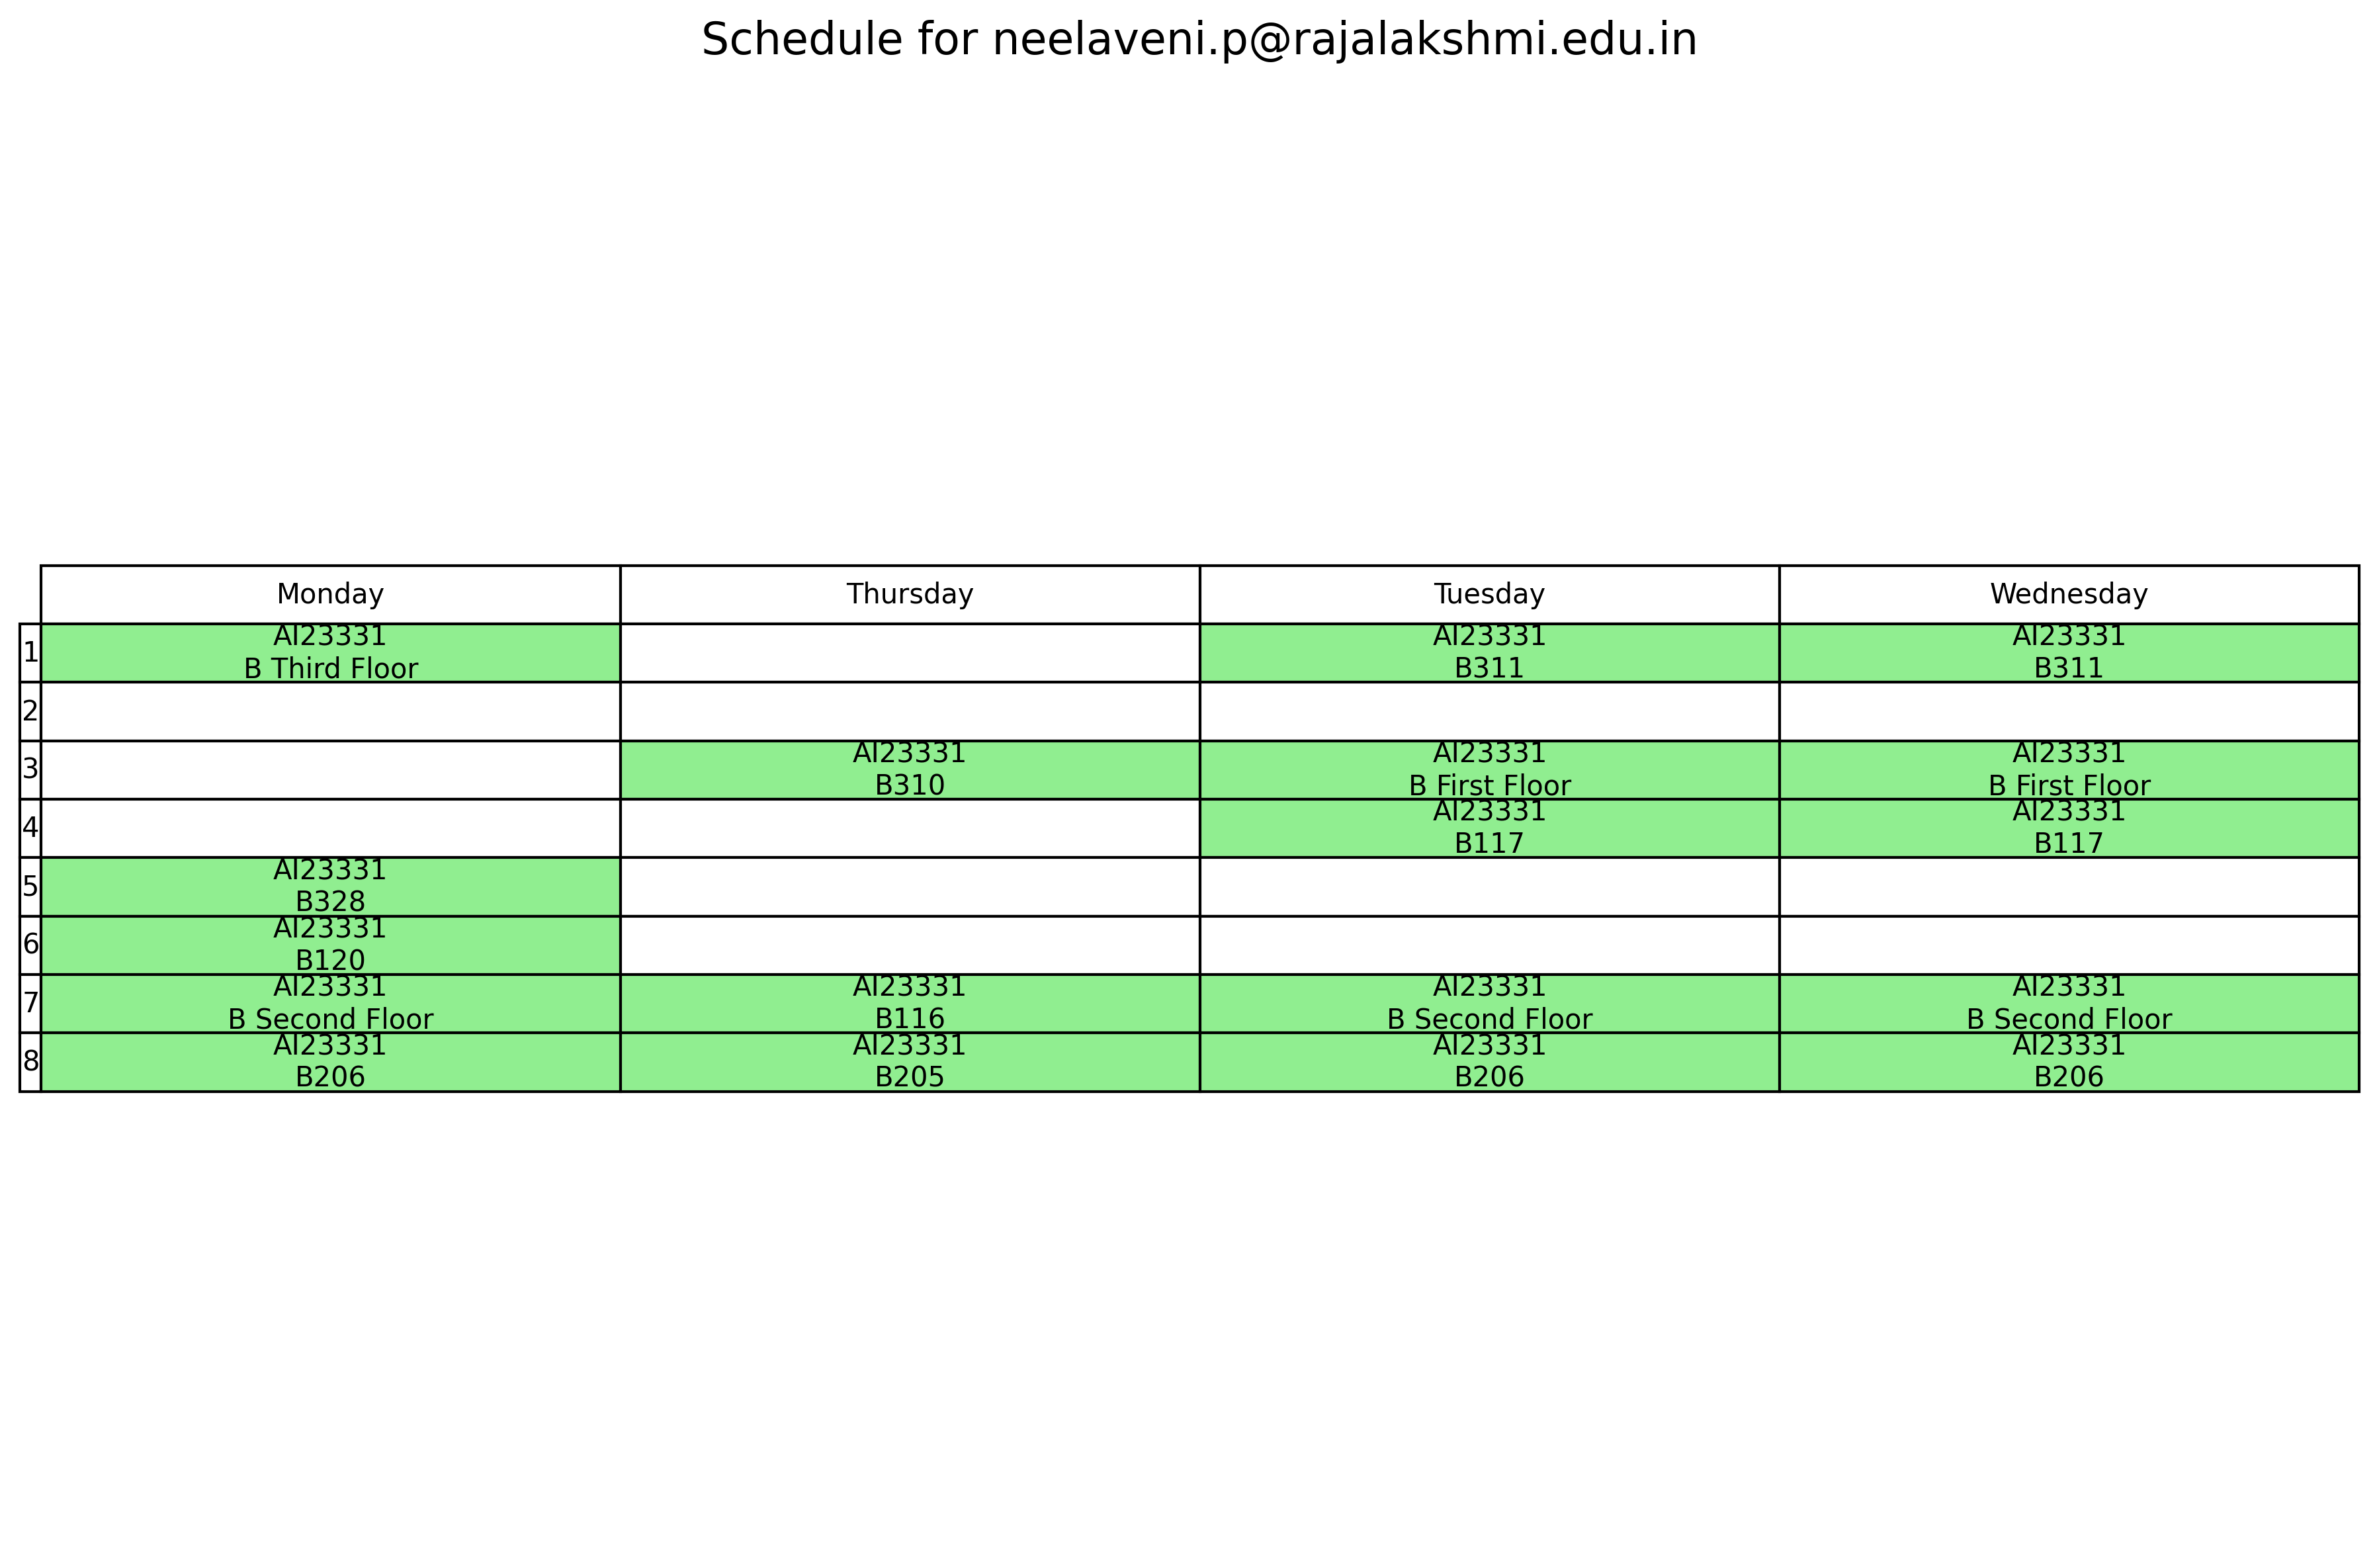 Schedule for neelaveni.p@rajalakshmi.edu.in
Monday Thursday Tuesday Wednesday
1 AI23331 AI23331 AI23331
B Third Floor B311 B311
2
3 AI23331 AI23331 AI23331
B310 B First Floor B First Floor
4 AI23331 AI23331
B117 B117
5 AI23331
B328
6 AI23331
B120
7 AI23331 AI23331 AI23331 AI23331
B Second Floor B116 B Second Floor B Second Floor
8 AI23331 AI23331 AI23331 AI23331
B206 B205 B206 B206